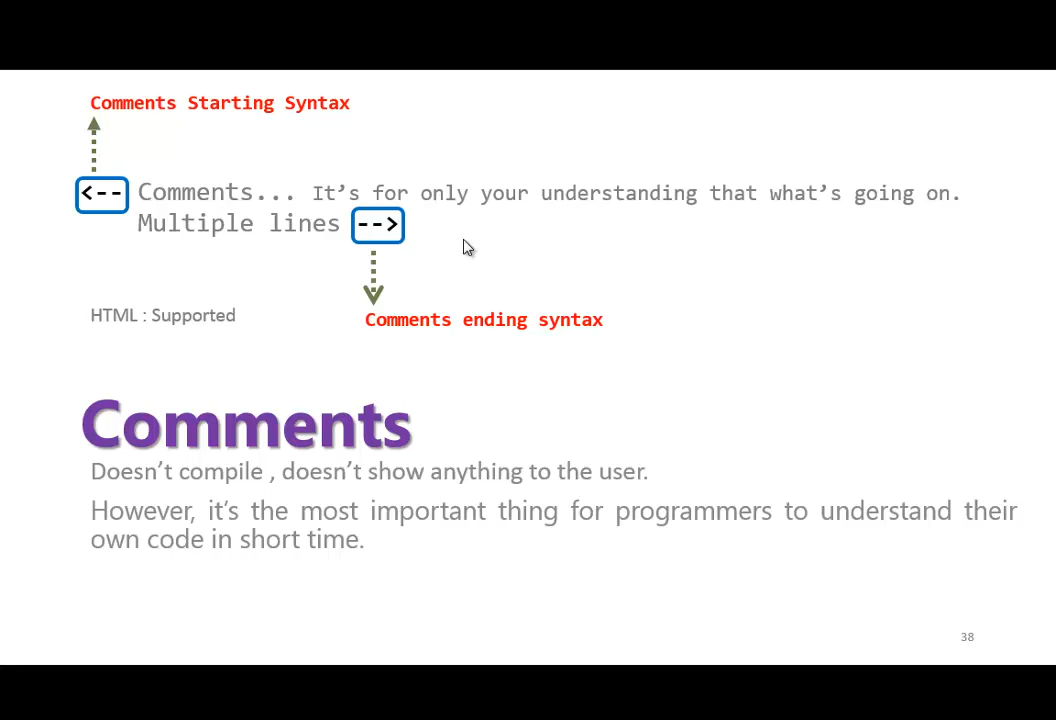 Comments Starting Syntax
<-- Comments... It's for only your understanding that what's going on.
Multiple lines -->
HTML : Supported
Comments ending syntax
Comments
Doesn't compile , doesn't show anything to the user.
However, it's the most important thing for programmers to understand their
own code in short time.
38